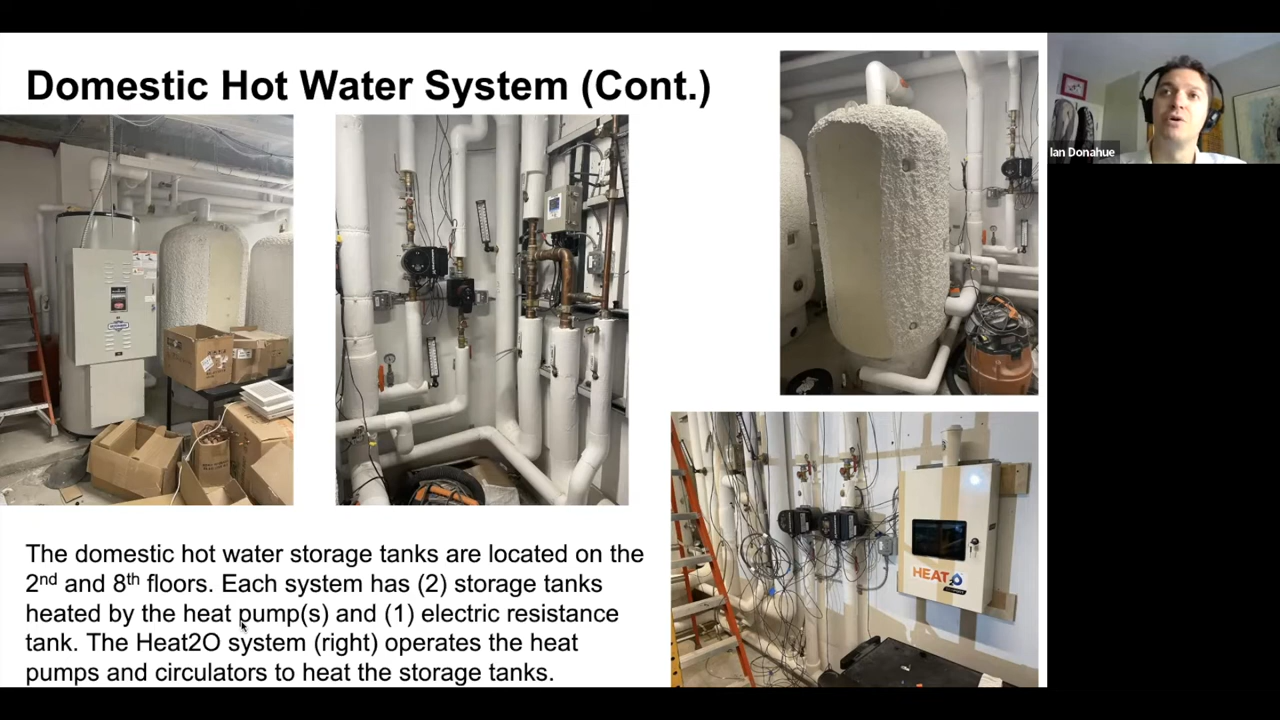 Domestic Hot Water System (Cont.)
Ian Donahue
HEAT2O
The domestic hot water storage tanks are located on the
2nd and 8th floors. Each system has (2) storage tanks
heated by the heat pump(s) and (1) electric resistance
tank. The Heat2O system (right) operates the heat
pumps and circulators to heat the storage tanks.